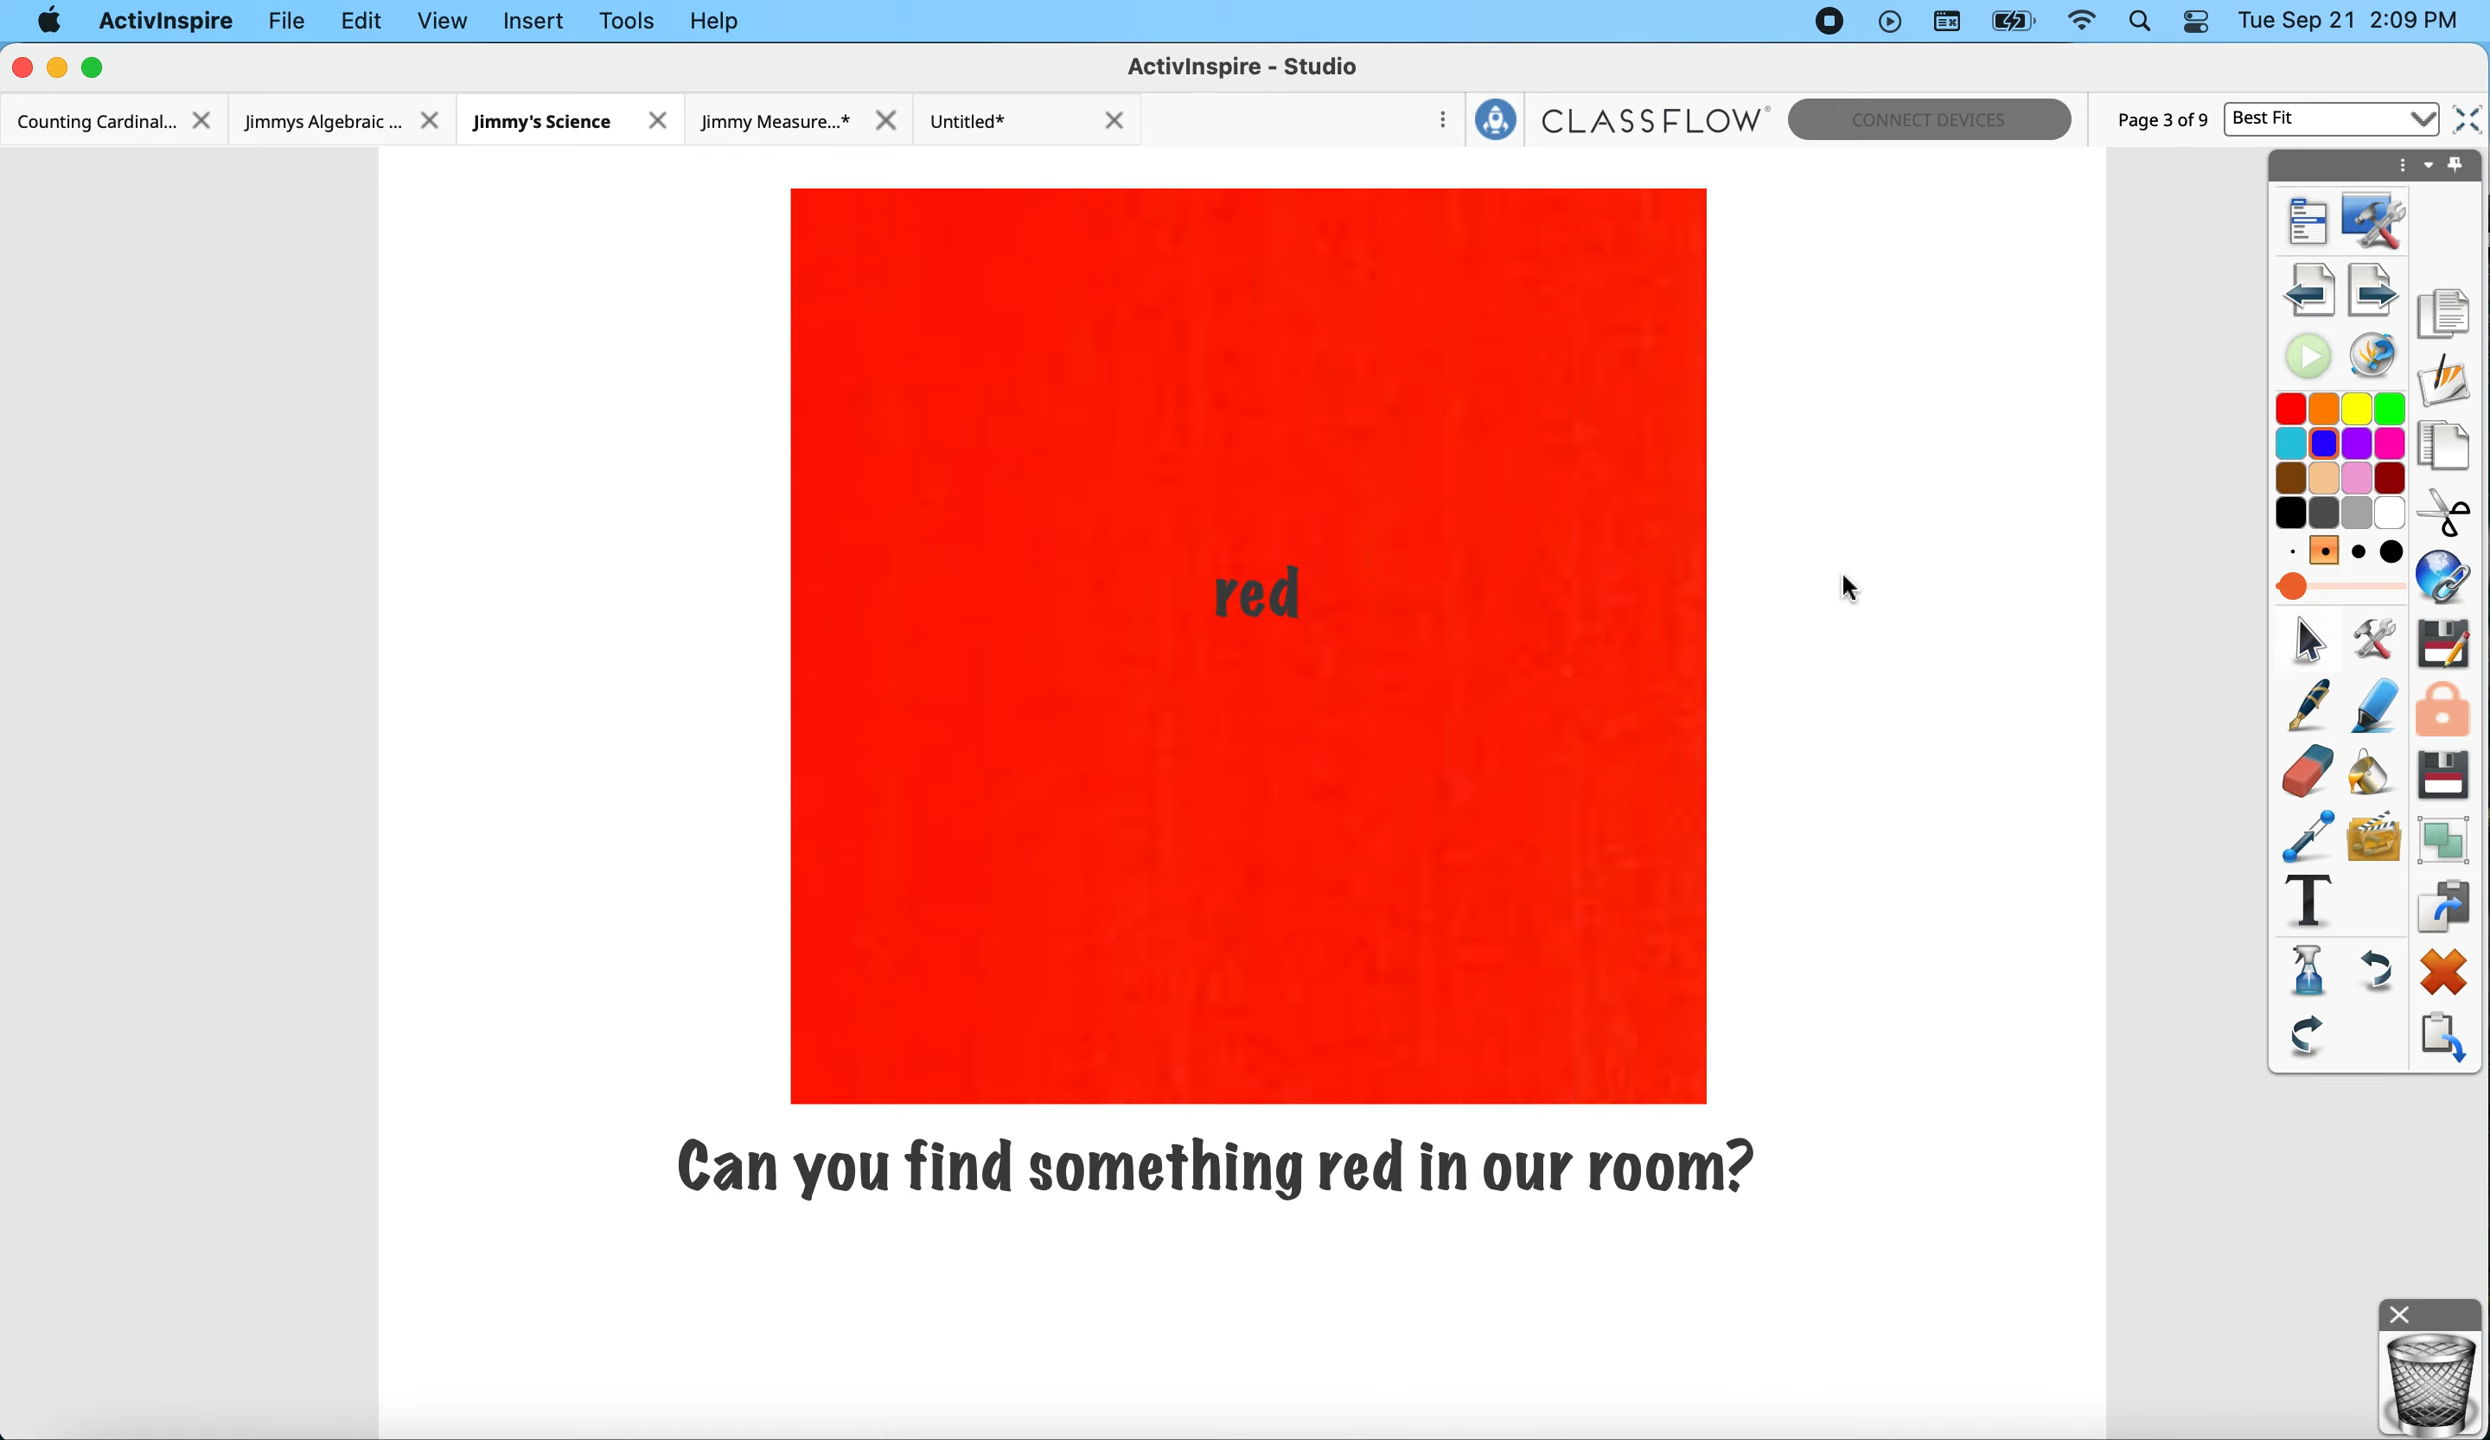 ActivInspire File Edit View Insert Tools Help Tue Sep 21 2:09 PM
ActivInspire - Studio
Counting Cardinal... Jimmys Algebraic ... Jimmy's Science Jimmy Measure...* Untitled* CLASSFLOW® CONNECT DEVICES Page 3 of 9 Best Fit
red
T
Can you find something red in our room?